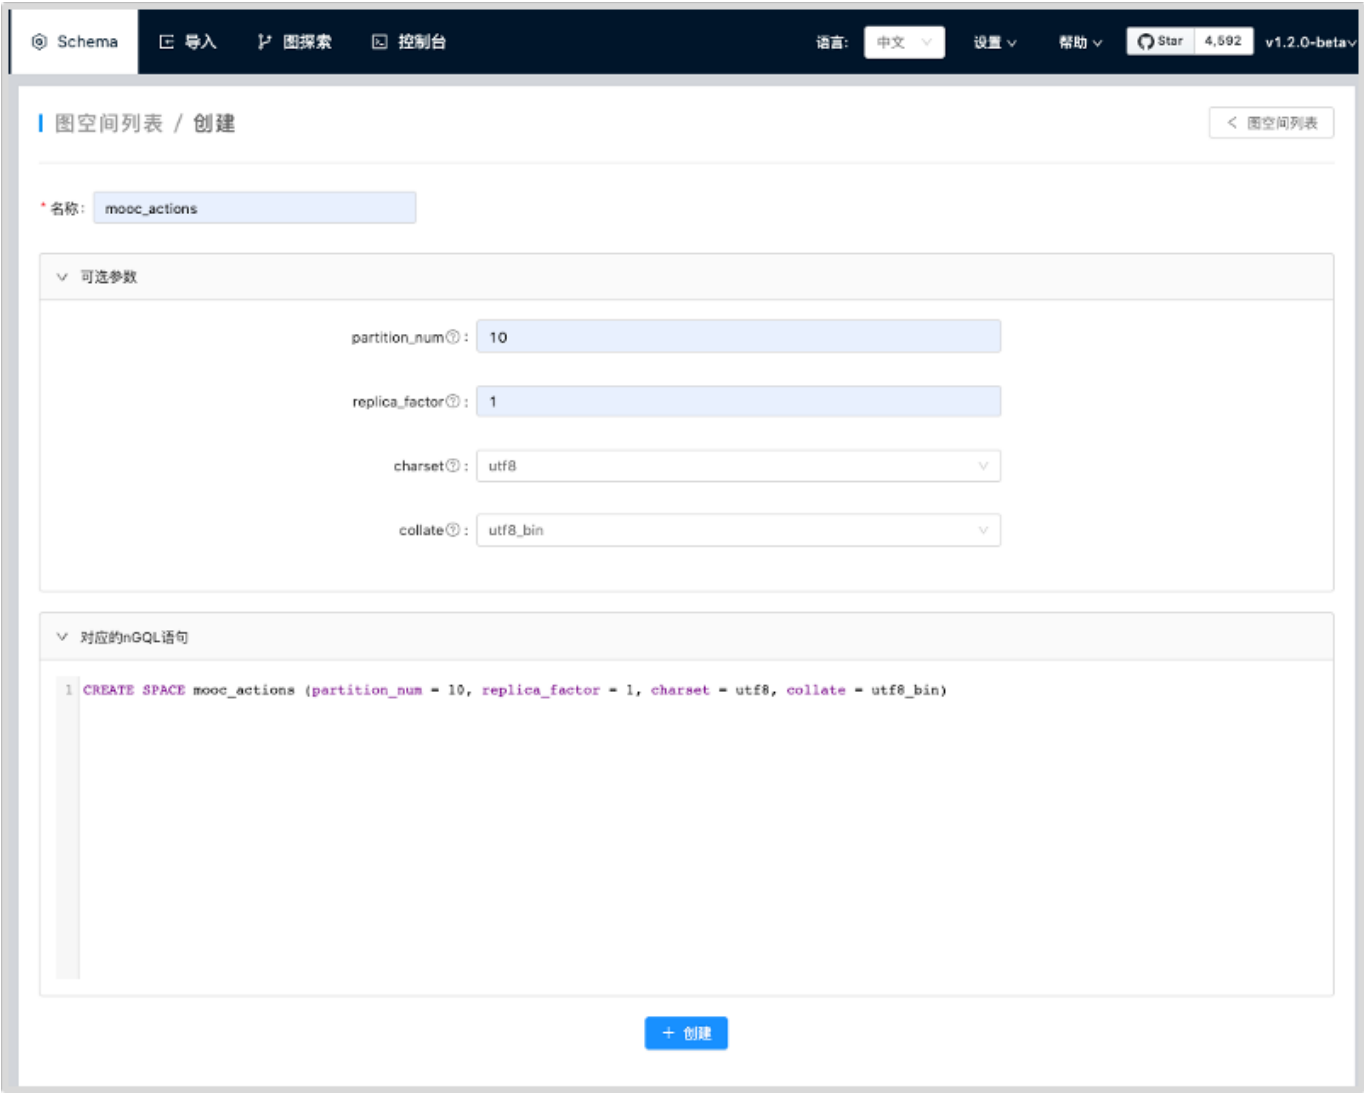 Schema 导入 图探索 控制台 语言: 中文 设置 帮助 Star 4,592 v1.2.0-beta
图空间列表 / 创建 < 图空间列表
* 名称: mooc_actions
可选参数
partition_num : 10
replica_factor : 1
charset : utf8
collate : utf8_bin
对应的nGQL语句
1 CREATE SPACE mooc_actions (partition_num = 10, replica_factor = 1, charset = utf8, collate = utf8_bin)
+ 创建